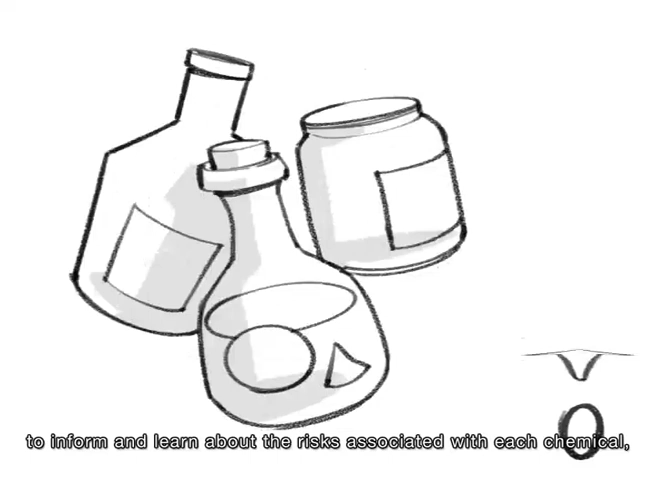 to inform and learn about the risks associated with each chemical,